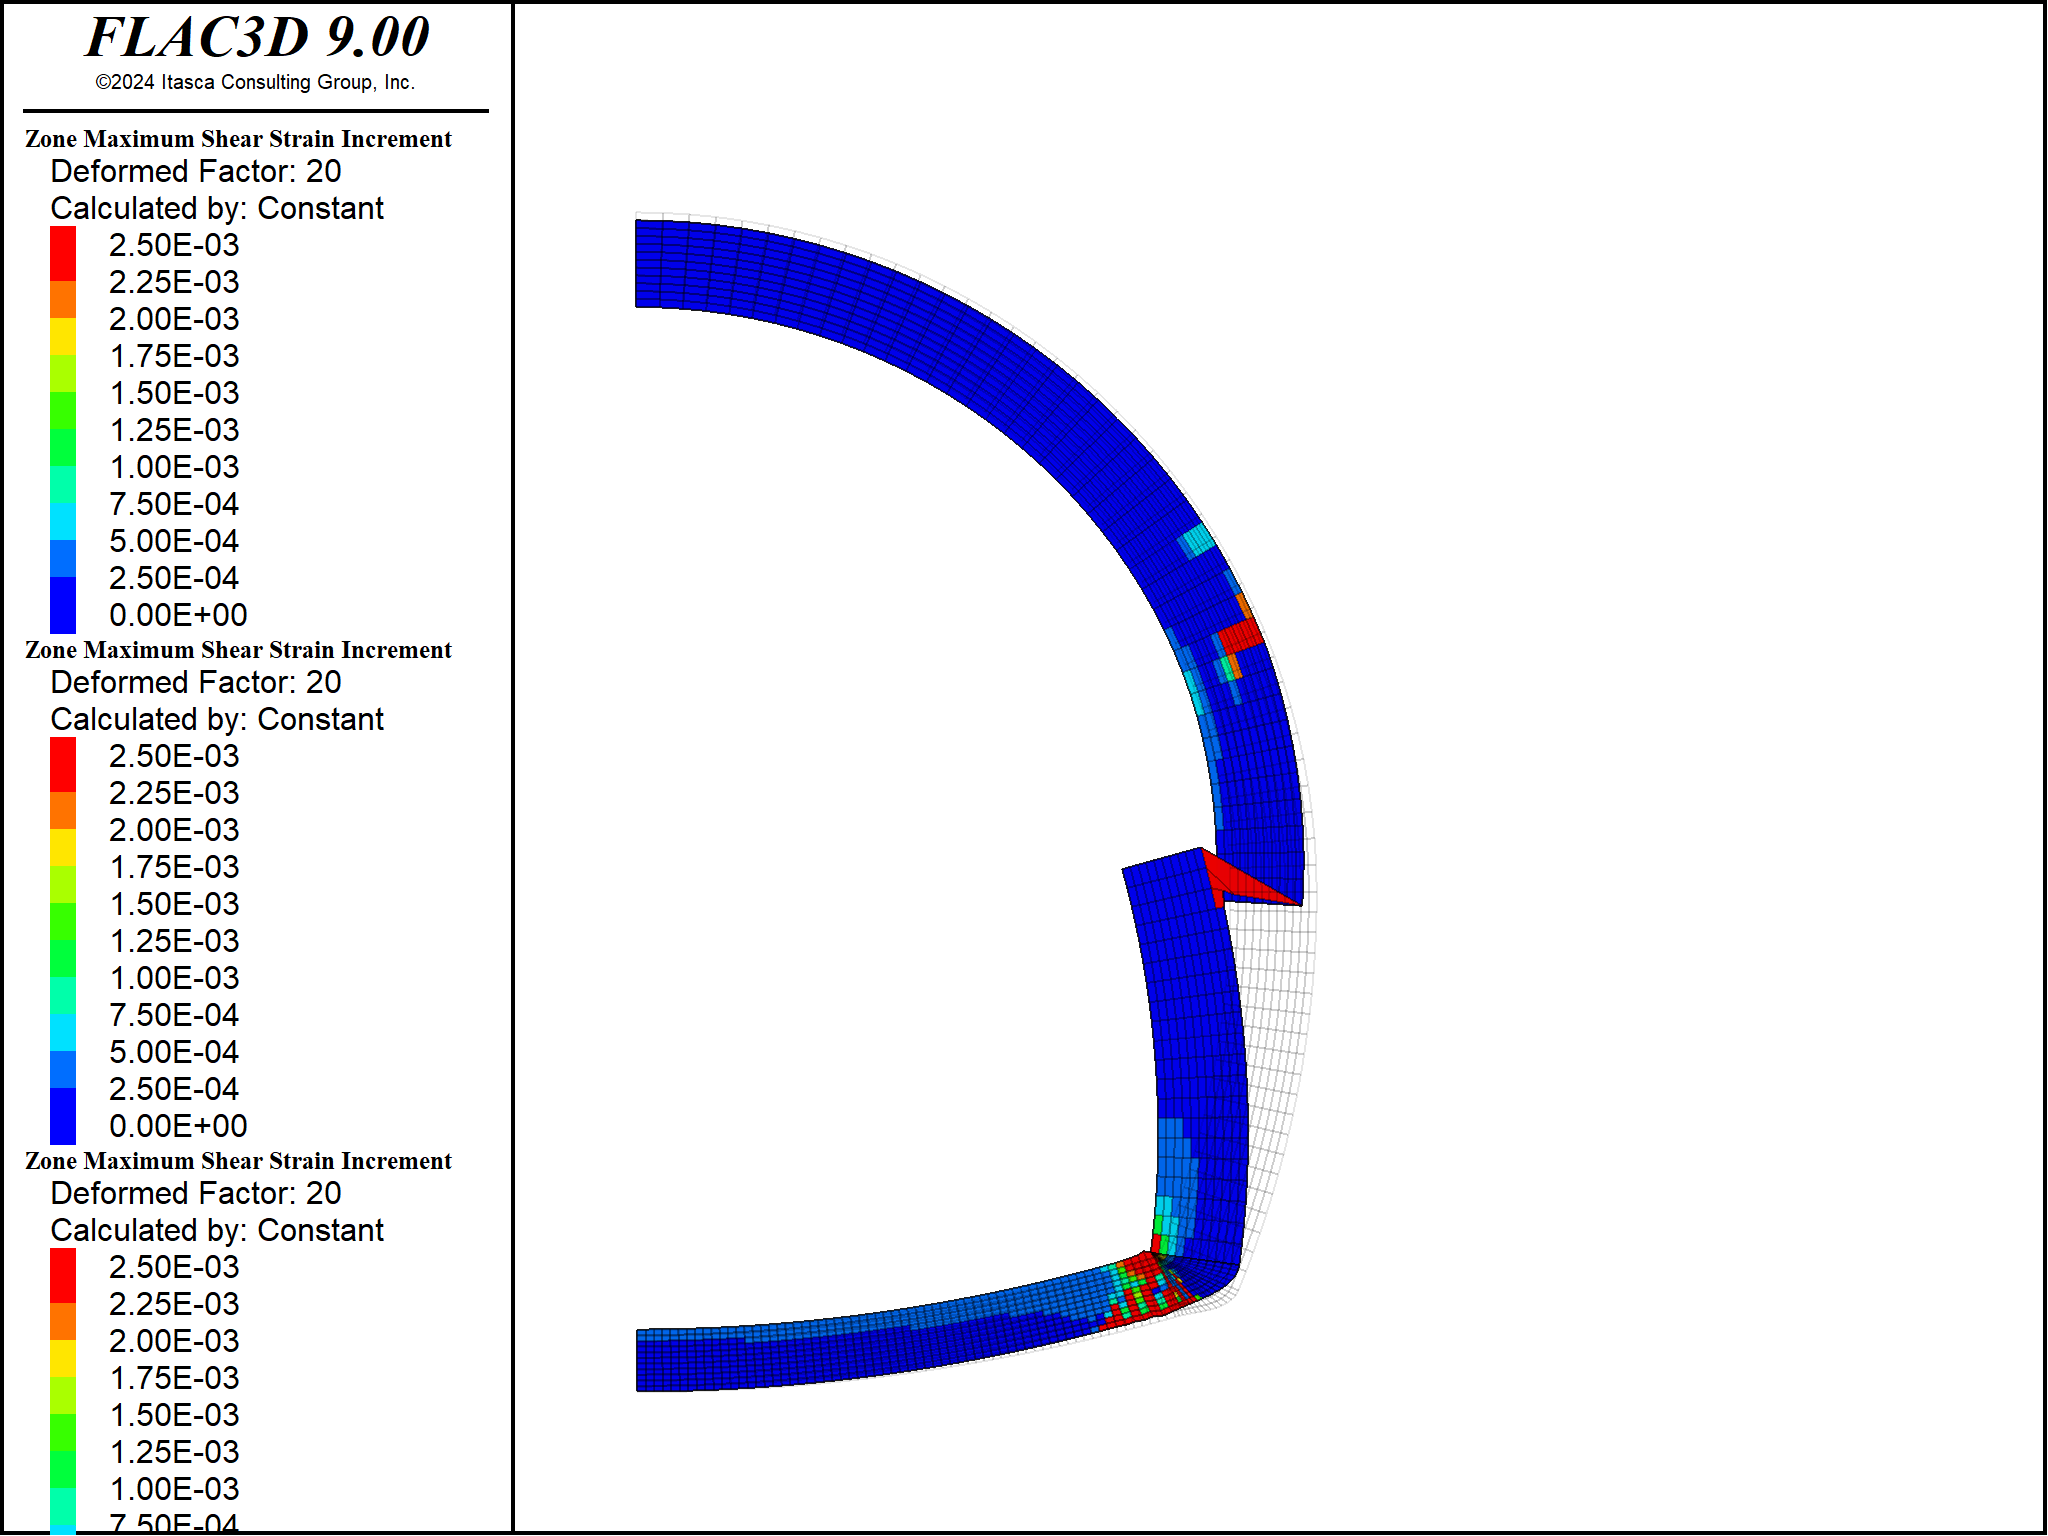 FLAC3D 9.00
©2024 Itasca Consulting Group, Inc.
Zone Maximum Shear Strain Increment
Deformed Factor: 20
Calculated by: Constant
2.50E-03
2.25E-03
2.00E-03
1.75E-03
1.50E-03
1.25E-03
1.00E-03
7.50E-04
5.00E-04
2.50E-04
0.00E+00
Zone Maximum Shear Strain Increment
Deformed Factor: 20
Calculated by: Constant
2.50E-03
2.25E-03
2.00E-03
1.75E-03
1.50E-03
1.25E-03
1.00E-03
7.50E-04
5.00E-04
2.50E-04
0.00E+00
Zone Maximum Shear Strain Increment
Deformed Factor: 20
Calculated by: Constant
2.50E-03
2.25E-03
2.00E-03
1.75E-03
1.50E-03
1.25E-03
1.00E-03
7.50E-04